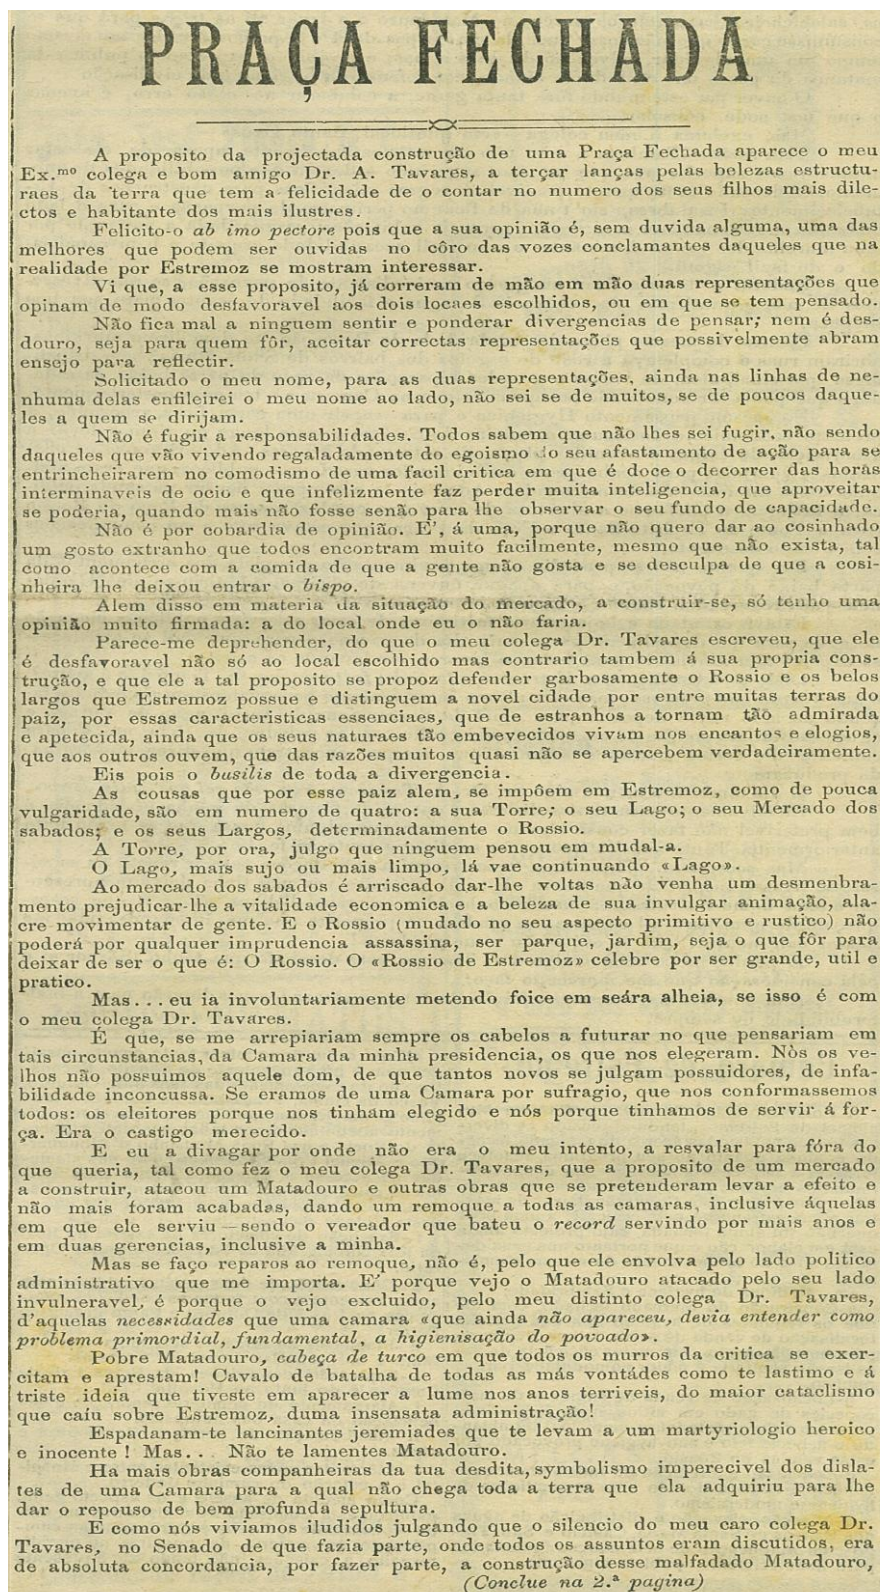 PRAÇA FECHADA
A proposito da projectada construção de uma Praça Fechada aparece o meu
Ex.ᵐᵒ colega e bom amigo Dr. A. Tavares, a terçar lanças pelas belezas estructu-
raes da terra que tem a felicidade de o contar no numero dos seus filhos mais dile-
ctos e habitante dos mais ilustres.
Felicito-o ab imo pectore pois que a sua opinião é, sem duvida alguma, uma das
melhores que podem ser ouvidas no côro das vozes conclamantes daqueles que na
realidade por Estremoz se mostram interessar.
Vi que, a esse proposito, já correram de mão em mão duas representações que
opinam de modo desfavoravel aos dois locaes escolhidos, ou em que se tem pensado.
Não fica mal a ninguem sentir e ponderar divergencias de pensar; nem é des-
douro, seja para quem fôr, aceitar correctas representações que possivelmente abram
ensejo para reflectir.
Solicitado o meu nome, para as duas representações, ainda nas linhas de ne-
nhuma delas enfileirei o meu nome ao lado, não sei se de muitos, se de poucos daque-
les a quem se dirijam.
Não é fugir a responsabilidades. Todos sabem que não lhes sei fugir, não sendo
daqueles que vão vivendo regaladamente do egoismo do seu afastamento de ação para se
entrincheirarem no comodismo de uma facil critica em que é doce o decorrer das horas
interminaveis de ocio e que infelizmente faz perder muita inteligencia, que aproveitar
se poderia, quando mais não fosse senão para lhe observar o seu fundo de capacidade.
Não é por cobardia de opinião. E', á uma, porque não quero dar ao cosinhado
um gosto extranho que todos encontram muito facilmente, mesmo que não exista, tal
como acontece com a comida de que a gente não gosta e se desculpa de que a cosi-
nheira lhe deixou entrar o bispo.
Alem disso em materia da situação do mercado, a construir-se, só tenho uma
opinião muito firmada: a do local onde eu o não faria.
Parece-me deprehender, do que o meu colega Dr. Tavares escreveu, que ele
é desfavoravel não só ao local escolhido mas contrario tambem á sua propria cons-
trução, e que ele a tal proposito se propoz defender garbosamente o Rossio e os belos
largos que Estremoz possue e distinguem a novel cidade por entre muitas terras do
paiz, por essas caracteristicas essenciaes, que de estranhos a tornam tão admirada
e apetecida, ainda que os seus naturaes tão embevecidos vivam nos encantos e elogios,
que aos outros ouvem, que das razões muitos quasi não se apercebem verdadeiramente.
Eis pois o busilis de toda a divergencia.
As cousas que por esse paiz alem, se impõem em Estremoz, como de pouca
vulgaridade, são em numero de quatro: a sua Torre; o seu Lago; o seu Mercado dos
sabados; e os seus Largos, determinadamente o Rossio.
A Torre, por ora, julgo que ninguem pensou em mudal-a.
O Lago, mais sujo ou mais limpo, lá vae continuando «Lago».
Ao mercado dos sabados é arriscado dar-lhe voltas não venha um desmenbra-
mento prejudicar-lhe a vitalidade economica e a beleza de sua invulgar animação, ala-
cre movimentar de gente. E o Rossio (mudado no seu aspecto primitivo e rustico) não
poderá por qualquer imprudencia assassina, ser parque, jardim, seja o que fôr para
deixar de ser o que é: O Rossio. O «Rossio de Estremoz» celebre por ser grande, util e
pratico.
Mas... eu ia involuntariamente metendo foice em seára alheia, se isso é com
o meu colega Dr. Tavares.
É que, se me arrepiariam sempre os cabelos a futurar no que pensariam em
tais circunstancias, da Camara da minha presidencia, os que nos elegeram. Nòs os ve-
lhos não possuimos aquele dom, de que tantos novos se julgam possuidores, de infa-
bilidade inconcussa. Se eramos de uma Camara por sufragio, que nos conformassemos
todos: os eleitores porque nos tinham elegido e nós porque tinhamos de servir á for-
ça. Era o castigo merecido.
E eu a divagar por onde não era o meu intento, a resvalar para fóra do
que queria, tal como fez o meu colega Dr. Tavares, que a proposito de um mercado
a construir, atacou um Matadouro e outras obras que se pretenderam levar a efeito e
não mais foram acabadas, dando um remoque a todas as camaras, inclusive áquelas
em que ele serviu—sendo o vereador que bateu o record servindo por mais anos e
em duas gerencias, inclusive a minha.
Mas se faço reparos ao remoque, não é, pelo que ele envolva pelo lado politico
administrativo que me importa. E' porque vejo o Matadouro atacado pelo seu lado
invulneravel, é porque o vejo excluido, pelo meu distinto colega Dr. Tavares,
d'aquelas necessidades que uma camara «que ainda não apareceu, devia entender como
problema primordial, fundamental, a higienisação do povoado».
Pobre Matadouro, cabeça de turco em que todos os murros da critica se exer-
citam e aprestam! Cavalo de batalha de todas as más vontádes como te lastimo e á
triste ideia que tiveste em aparecer a lume nos anos terriveis, do maior cataclismo
que caíu sobre Estremoz, duma insensata administração!
Espadanam-te lancinantes jeremiades que te levam a um martyriologio heroico
e inocente! Mas... Não te lamentes Matadouro.
Ha mais obras companheiras da tua desdita, symbolismo imperecivel dos disla-
tes de uma Camara para a qual não chega toda a terra que ela adquiriu para lhe
dar o repouso de bem profunda sepultura.
E como nós viviamos iludidos julgando que o silencio do meu caro colega Dr.
Tavares, no Senado de que fazia parte, onde todos os assuntos eram discutidos, era
de absoluta concordancia, por fazer parte, a construção desse malfadado Matadouro,
(Conclue na 2.ª pagina)